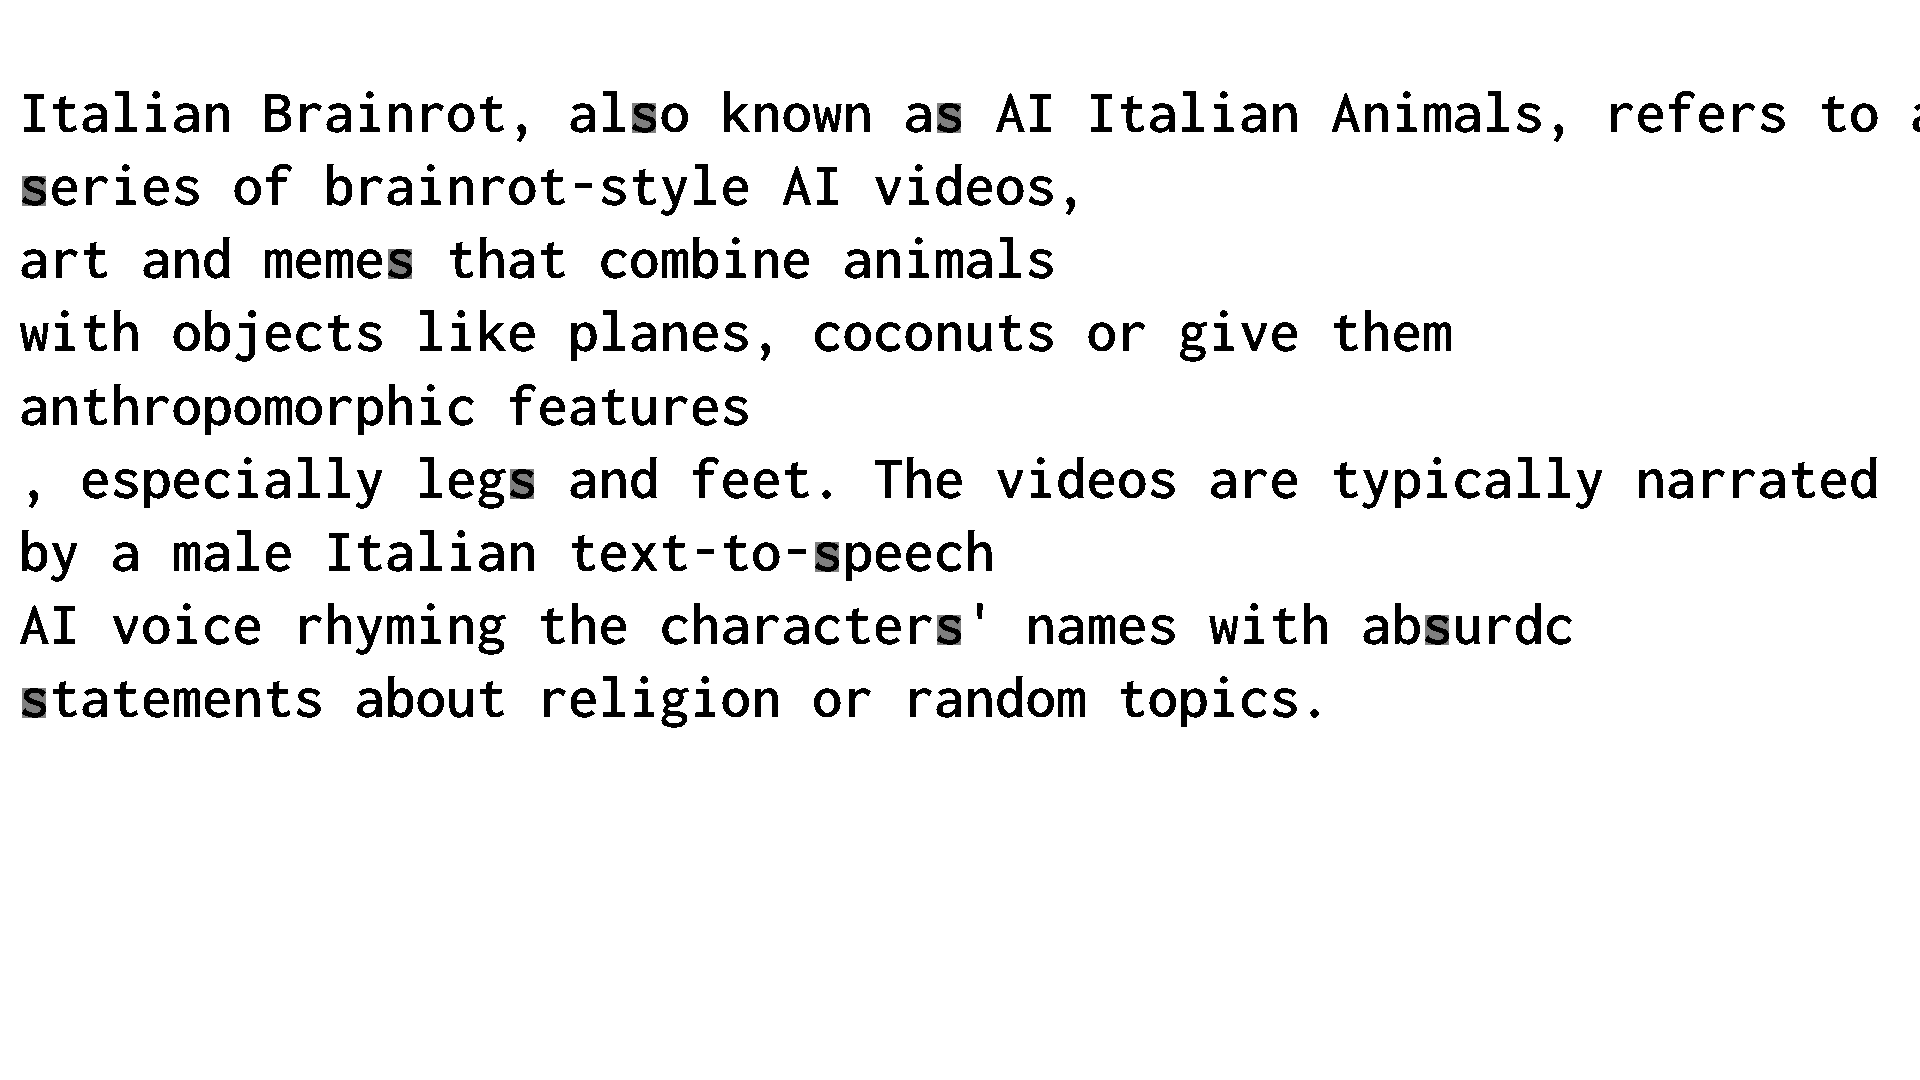 Italian Brainrot, also known as AI Italian Animals, refers to a
series of brainrot-style AI videos,
art and memes that combine animals
with objects like planes, coconuts or give them
anthropomorphic features
, especially legs and feet. The videos are typically narrated
by a male Italian text-to-speech
AI voice rhyming the characters' names with absurdc
statements about religion or random topics.